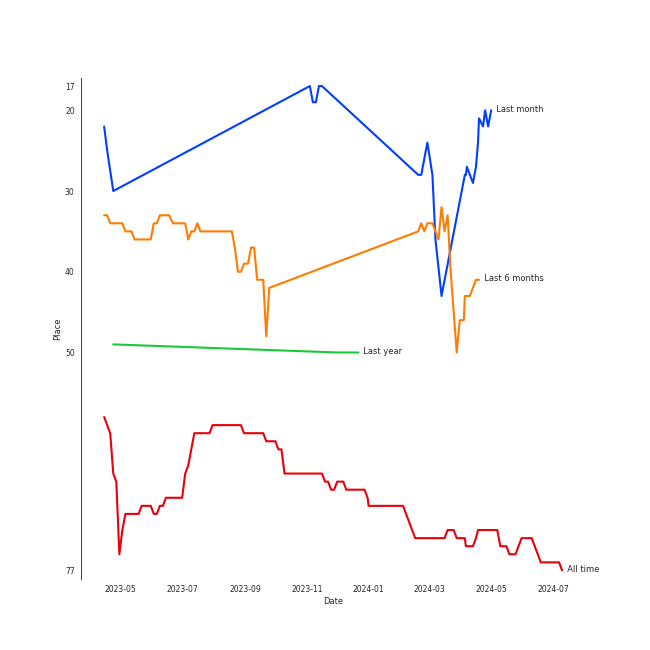 17
20
Last month
30
40
Last 6 months
Place
50
Last year
77
All time
2023-05 2023-07 2023-09 2023-11 2024-01 2024-03 2024-05 2024-07
Date